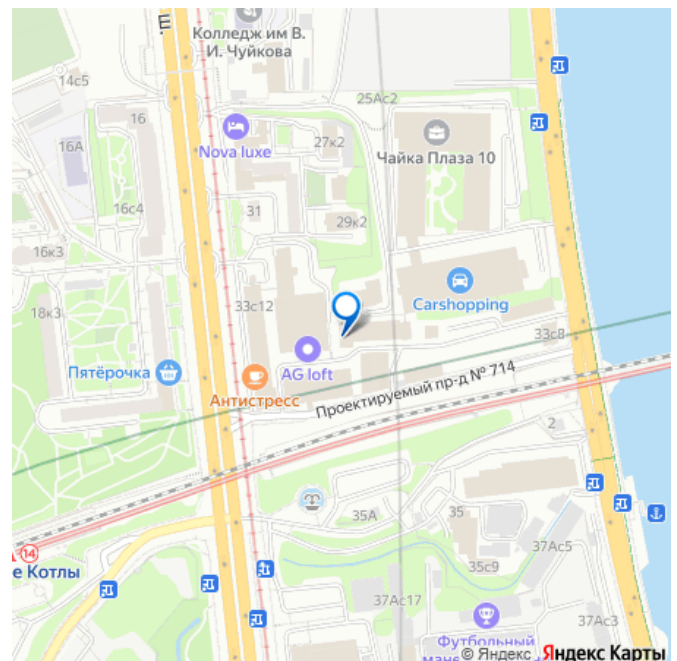 Ш.
Колледж им В.
И. Чуйкова
14с5
25Ас2
16
Nova luxe
27к2
Чайка Плаза 10
16А
16с4
31
29к2
16к3
33с12
Carshopping
18к3
33с8
Пятёрочка
AG loft
Антистресс
Проектируемый пр-д № 714
2
35А
35
14
е Котлы
35с9
37Ас5
37Ас17
37Ас3
Футбольный
мане
© Яндекс Яндекс Карты